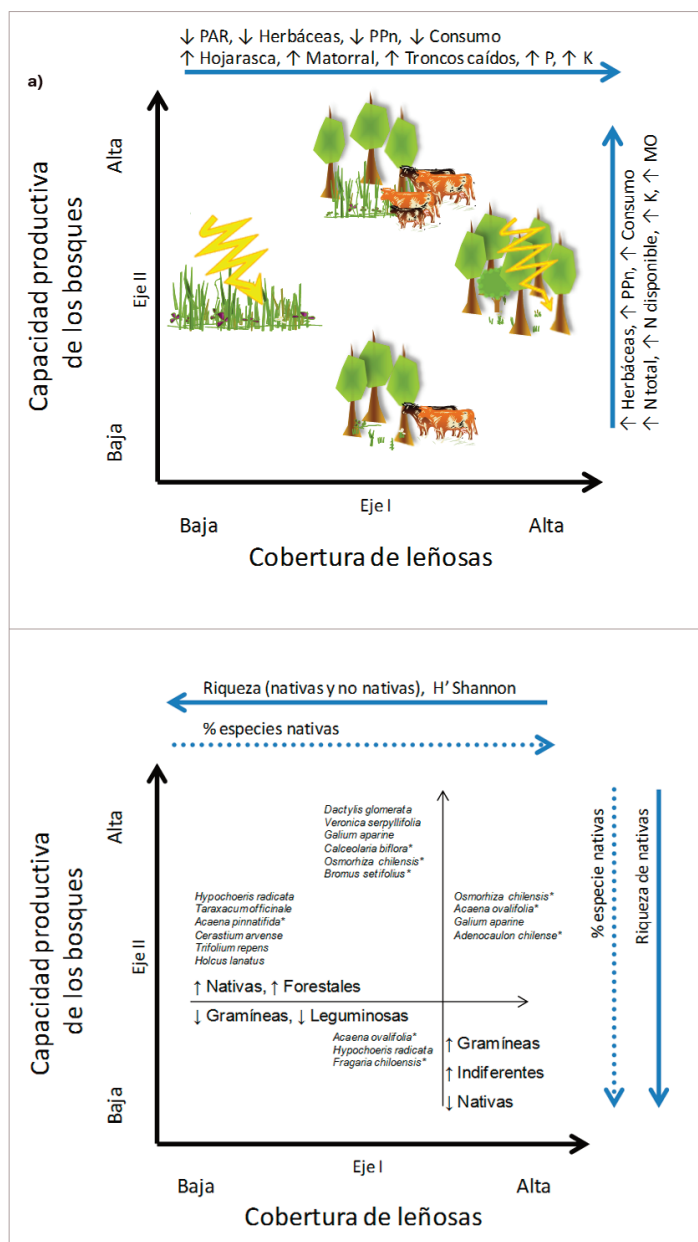 ↓ PAR, ↓ Herbáceas, ↓ PPn, ↓ Consumo
↑ Hojarasca, ↑ Matorral, ↑ Troncos caídos, ↑ P, ↑ K
a)
Capacidad productiva
de los bosques
Alta
Baja
Eje II
↑ Herbáceas, ↑ PPn, ↑ Consumo
↑ N total, ↑ N disponible, ↑ K, ↑ MO
Eje I
Baja
Alta
Cobertura de leñosas
Riqueza (nativas y no nativas), H’ Shannon
% especies nativas
Capacidad productiva
de los bosques
Alta
Baja
Eje II
Dactylis glomerata
Veronica serpyllifolia
Galium aparine
Calceolaria biflora*
Osmorhiza chilensis*
Bromus setifolius*
Hypochoeris radicata
Taraxacum officinale
Acaena pinnatifida*
Cerastium arvense
Trifolium repens
Holcus lanatus
Osmorhiza chilensis*
Acaena ovalifolia*
Galium aparine
Adenocaulon chilense*
↑ Nativas, ↑ Forestales
↓ Gramíneas, ↓ Leguminosas
Acaena ovalifolia*
Hypochoeris radicata
Fragaria chiloensis*
↑ Gramíneas
↑ Indiferentes
↓ Nativas
% especie nativas
Riqueza de nativas
Eje I
Baja
Alta
Cobertura de leñosas